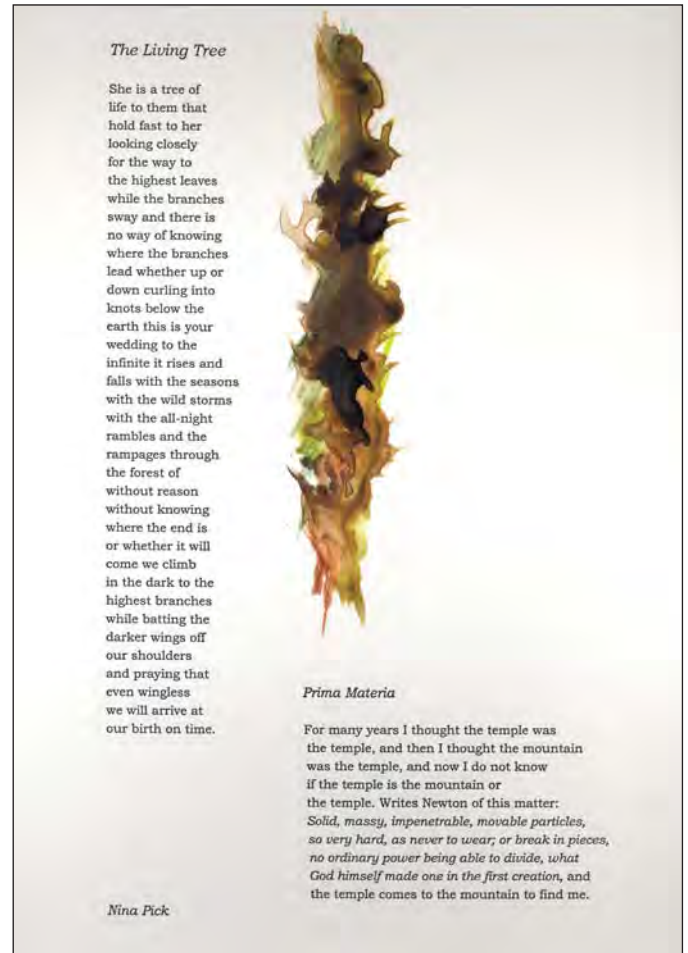 The Living Tree
She is a tree of
life to them that
hold fast to her
looking closely
for the way to
the highest leaves
while the branches
sway and there is
no way of knowing
where the branches
lead whether up or
down curling into
knots below the
earth this is your
wedding to the
infinite it rises and
falls with the seasons
with the wild storms
with the all-night
rambles and the
rampages through
the forest of
without reason
without knowing
where the end is
or whether it will
come we climb
in the dark to the
highest branches
while batting the
darker wings off
our shoulders
and praying that
even wingless
we will arrive at
our birth on time.
Prima Materia
For many years I thought the temple was
the temple, and then I thought the mountain
was the temple, and now I do not know
if the temple is the mountain or
the temple. Writes Newton of this matter:
Solid, massy, impenetrable, movable particles,
so very hard, as never to wear; or break in pieces,
no ordinary power being able to divide, what
God himself made one in the first creation, and
the temple comes to the mountain to find me.
Nina Pick